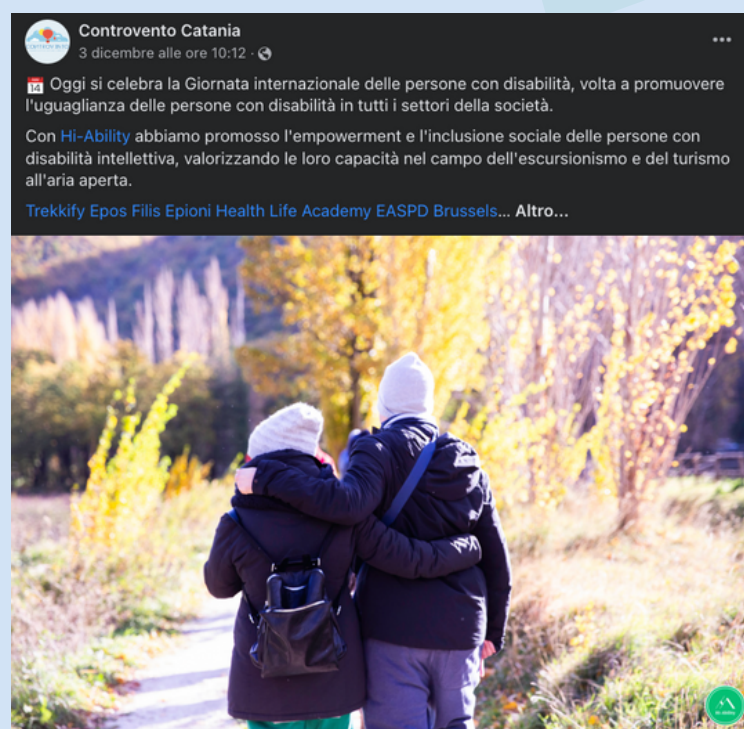 Controvento Catania
3 dicembre alle ore 10:12 ·
14 Oggi si celebra la Giornata internazionale delle persone con disabilità, volta a promuovere
l'uguaglianza delle persone con disabilità in tutti i settori della società.
Con Hi-Ability abbiamo promosso l'empowerment e l'inclusione sociale delle persone con
disabilità intellettiva, valorizzando le loro capacità nel campo dell'escursionismo e del turismo
all'aria aperta.
Trekkify Epos Filis Epioni Health Life Academy EASPD Brussels... Altro...